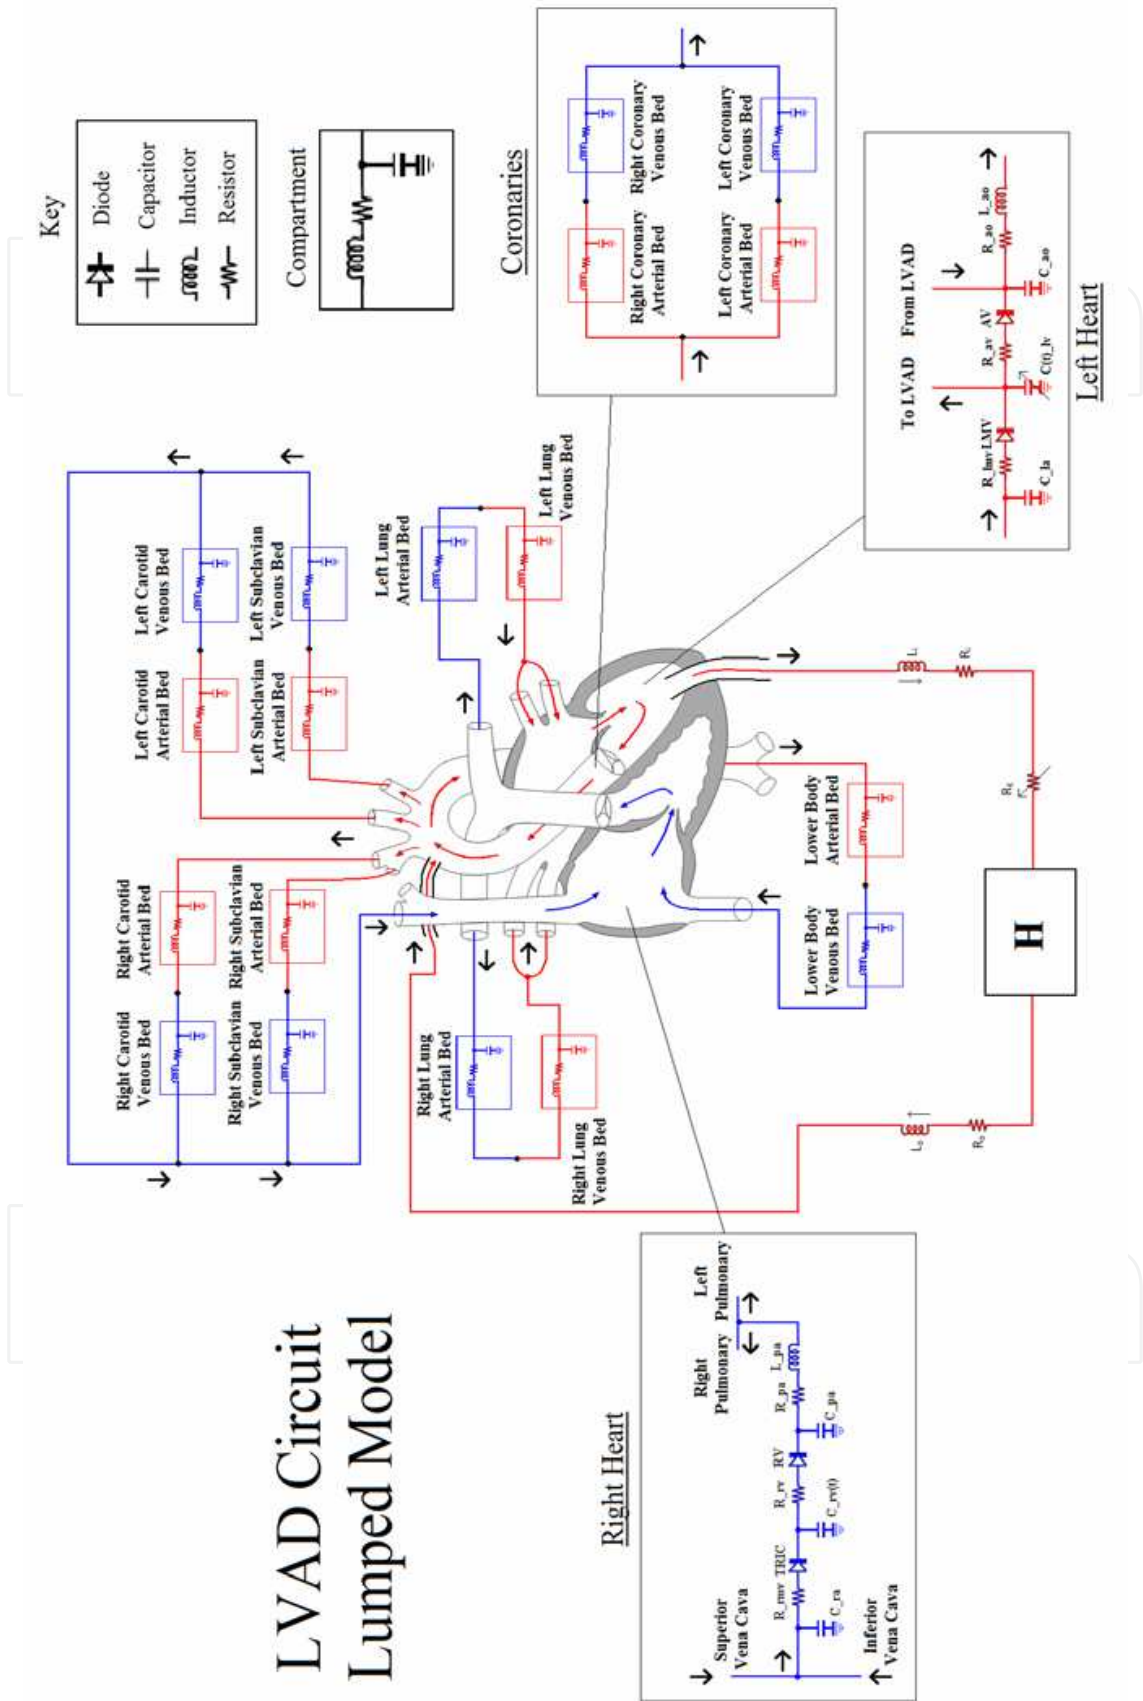 LVAD Circuit
Lumped Model
Key
Diode
Capacitor
Inductor
Resistor
Compartment
Coronaries
Right Coronary
Arterial Bed
Right Coronary
Venous Bed
Left Coronary
Arterial Bed
Left Coronary
Venous Bed
Right Carotid
Venous Bed
Right Carotid
Arterial Bed
Left Carotid
Arterial Bed
Left Carotid
Venous Bed
Right Subclavian
Venous Bed
Right Subclavian
Arterial Bed
Left Subclavian
Arterial Bed
Left Subclavian
Venous Bed
Left Lung
Arterial Bed
Left Lung
Venous Bed
Right Lung
Arterial Bed
Right Lung
Venous Bed
Lower Body
Venous Bed
Lower Body
Arterial Bed
To LVAD From LVAD
R_lmv LMV R_av AV R_ao L_ao
C_la C(t)_lv C_ao
Left Heart
Right Heart
Right
Pulmonary
Left
Pulmonary
Superior
Vena Cava
R_rmv TRIC R_rv RV R_pa L_pa
C_ra C_rv(t) C_pa
Inferior
Vena Cava
H